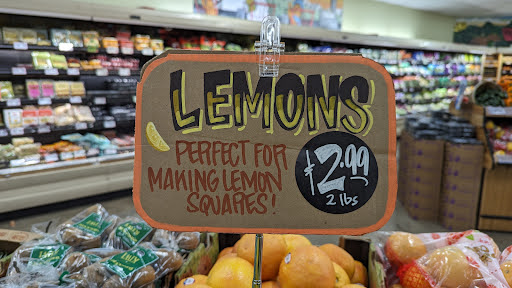 LEMONS
PERFECT FOR
MAKING LEMON
SQUARES!
$2.99
2 lbs